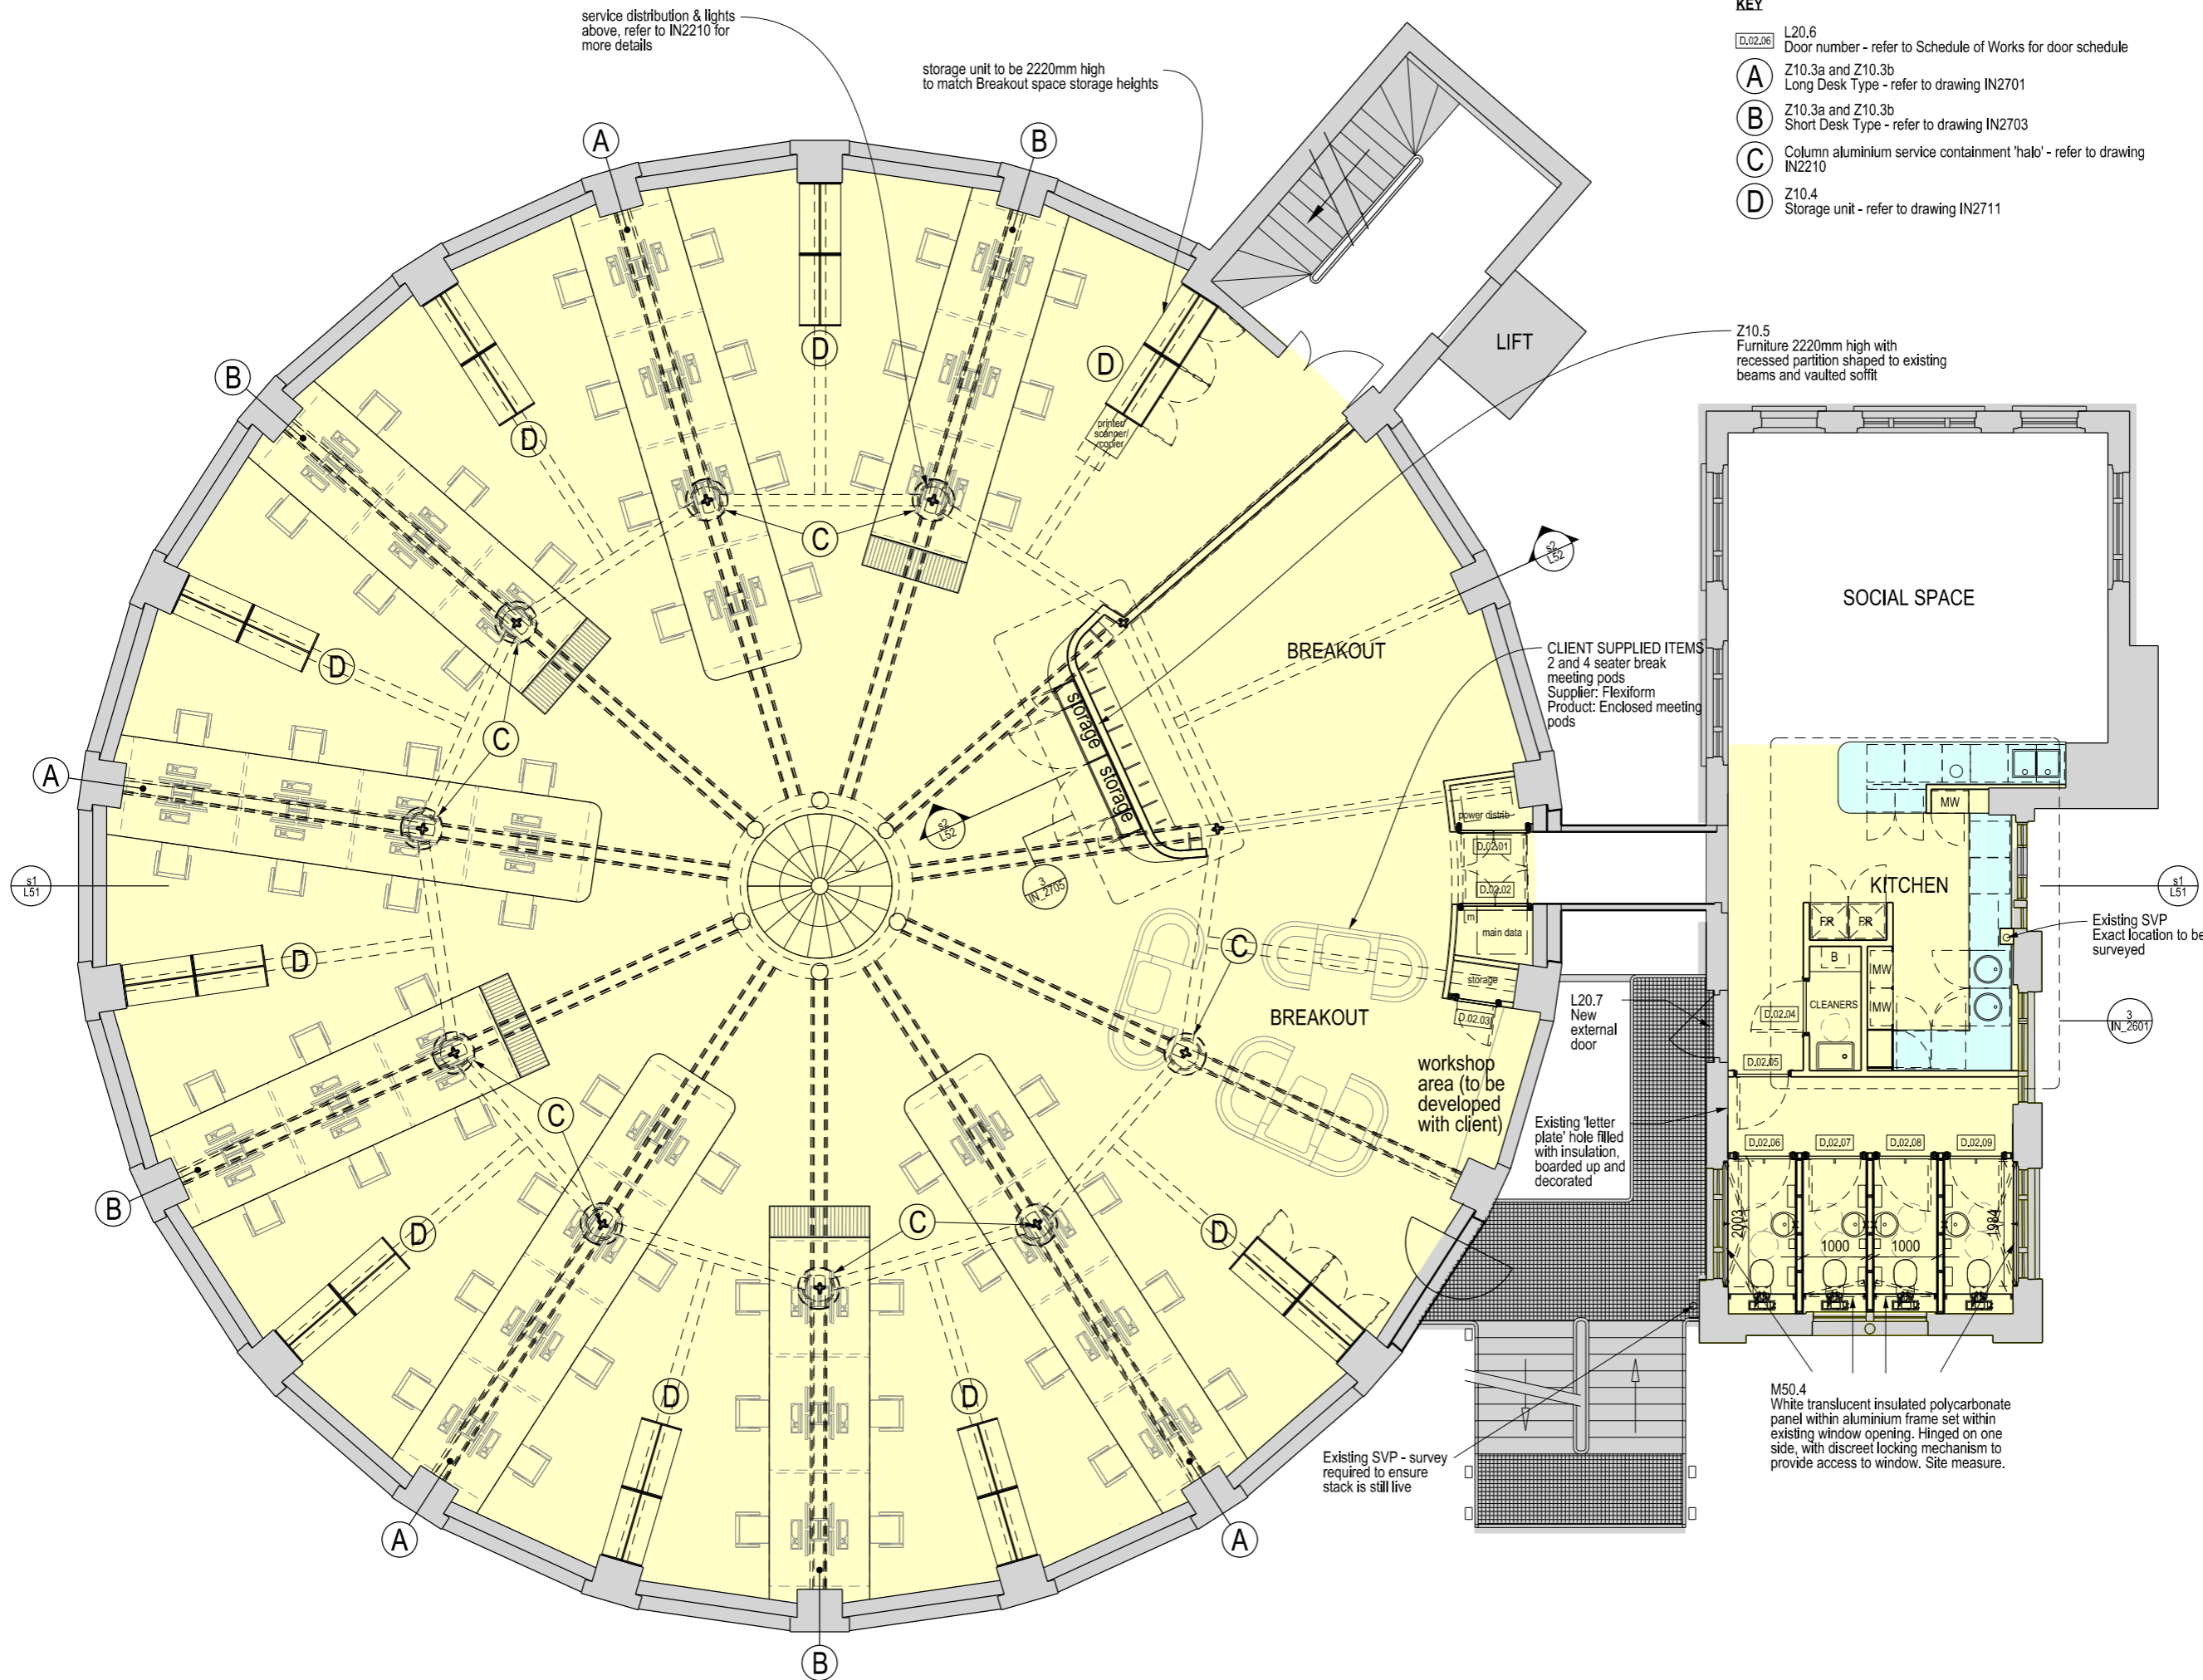 KEY
D.02.06
L20.6
Door number - refer to Schedule of Works for door schedule
A
Z10.3a and Z10.3b
Long Desk Type - refer to drawing IN2701
B
Z10.3a and Z10.3b
Short Desk Type - refer to drawing IN2703
C
Column aluminium service containment 'halo' - refer to drawing
IN2210
D
Z10.4
Storage unit - refer to drawing IN2711
service distribution & lights
above, refer to IN2210 for
more details
storage unit to be 2220mm high
to match Breakout space storage heights
A
B
LIFT
Z10.5
Furniture 2220mm high with
recessed partition shaped to existing
beams and vaulted soffit
D
D
B
D
printer/
scanner/
copier
C
s2
L52
SOCIAL SPACE
BREAKOUT
CLIENT SUPPLIED ITEMS
2 and 4 seater break
meeting pods
Supplier: Flexiform
Product: Enclosed meeting
pods
D
storage
storage
C
A
s2
L52
power distrib
MW
D.02.01
s1
L51
3
IN_2705
D.02.02
KITCHEN
s1
L51
m
main data
FR
FR
Existing SVP
Exact location to be
surveyed
D
C
B
MW
MW
storage
CLEANERS
BREAKOUT
D.02.03
L20.7
New
external
door
D.02.04
3
IN_2601
D.02.05
workshop
area (to be
developed
with client)
C
Existing 'letter
plate' hole filled
with insulation,
boarded up and
decorated
D.02.06
D.02.07
D.02.08
D.02.09
B
D
C
D
2003
1000
1000
1984
D
D
M50.4
White translucent insulated polycarbonate
panel within aluminium frame set within
existing window opening. Hinged on one
side, with discreet locking mechanism to
provide access to window. Site measure.
Existing SVP - survey
required to ensure
stack is still live
A
A
B